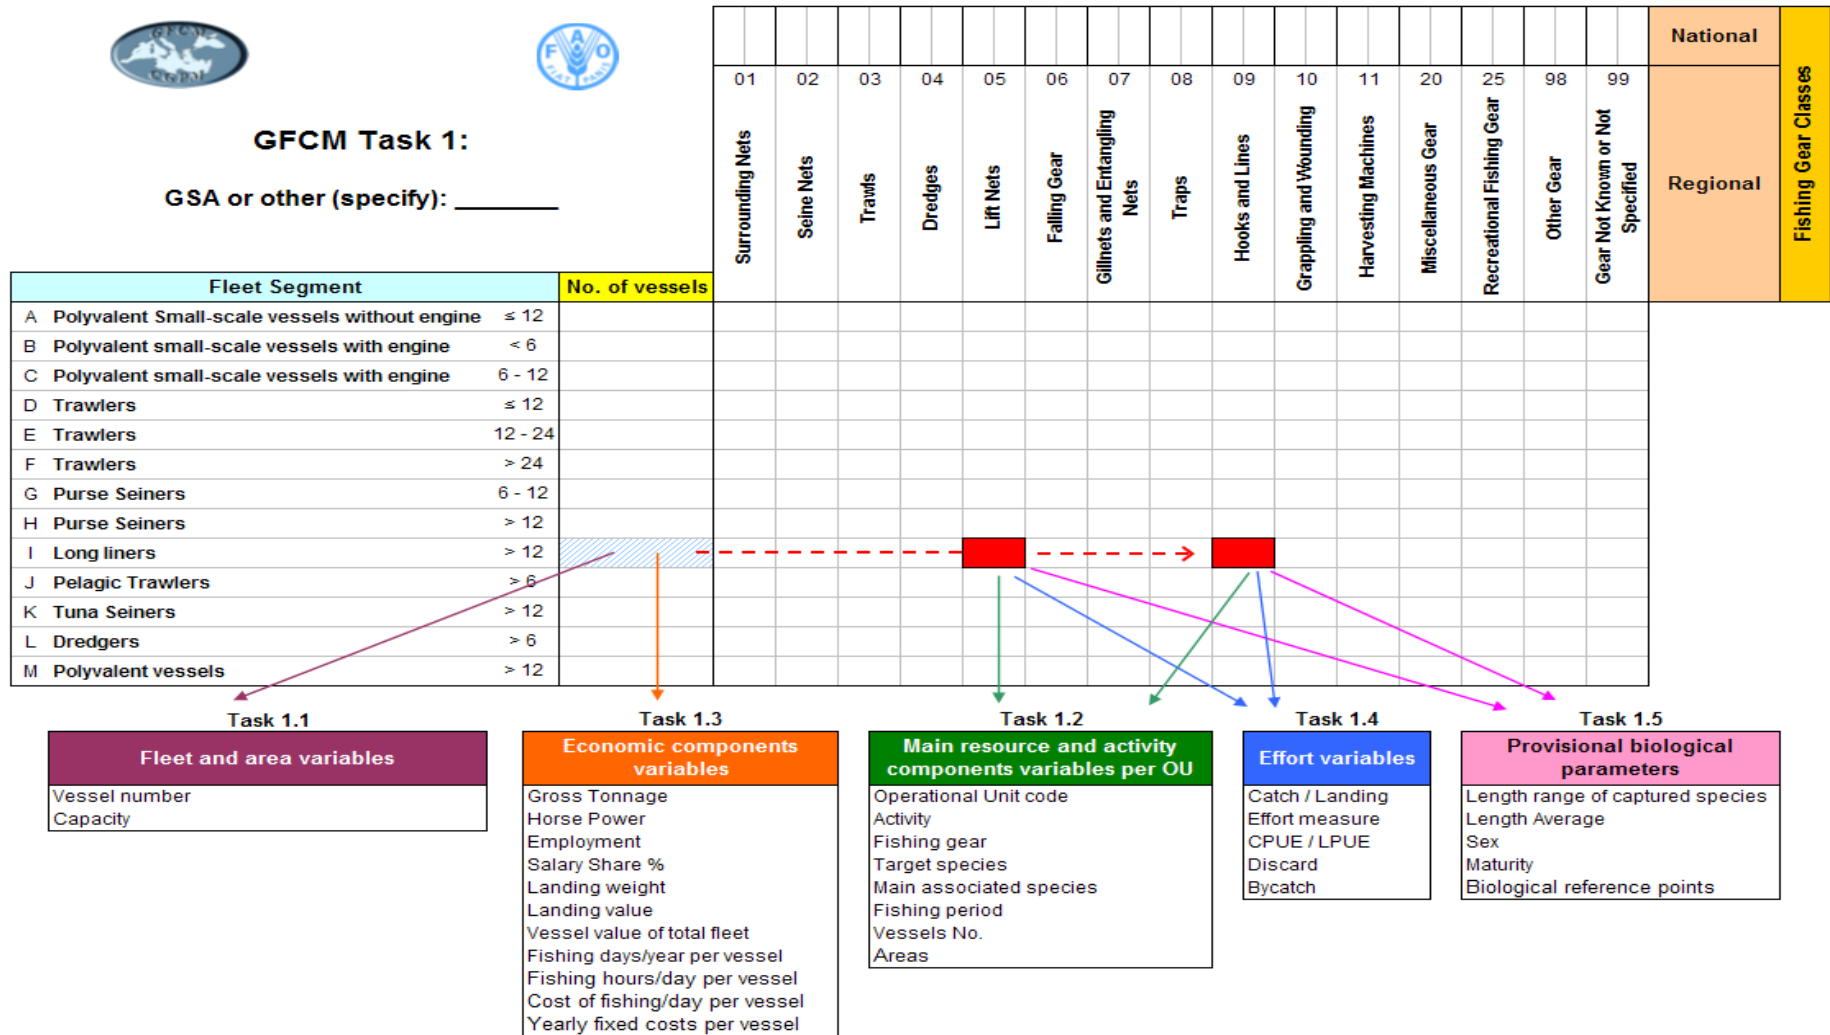 GFCM
CGPM
F A O
FIAT PANIS
GFCM Task 1:
GSA or other (specify): _______
National
Regional
Fishing Gear Classes
01 02 03 04 05 06 07 08 09 10 11 20 25 98 99
Surrounding Nets
Seine Nets
Trawls
Dredges
Lift Nets
Falling Gear
Gillnets and Entangling
Nets
Traps
Hooks and Lines
Grappling and Wounding
Harvesting Machines
Miscellaneous Gear
Recreational Fishing Gear
Other Gear
Gear Not Known or Not
Specified
Fleet Segment No. of vessels
A Polyvalent Small-scale vessels without engine ≤ 12
B Polyvalent small-scale vessels with engine < 6
C Polyvalent small-scale vessels with engine 6 - 12
D Trawlers ≤ 12
E Trawlers 12 - 24
F Trawlers > 24
G Purse Seiners 6 - 12
H Purse Seiners > 12
I Long liners > 12
J Pelagic Trawlers > 6
K Tuna Seiners > 12
L Dredgers > 6
M Polyvalent vessels > 12
Task 1.1
Fleet and area variables
Vessel number
Capacity
Task 1.3
Economic components
variables
Gross Tonnage
Horse Power
Employment
Salary Share %
Landing weight
Landing value
Vessel value of total fleet
Fishing days/year per vessel
Fishing hours/day per vessel
Cost of fishing/day per vessel
Yearly fixed costs per vessel
Task 1.2
Main resource and activity
components variables per OU
Operational Unit code
Activity
Fishing gear
Target species
Main associated species
Fishing period
Vessels No.
Areas
Task 1.4
Effort variables
Catch / Landing
Effort measure
CPUE / LPUE
Discard
Bycatch
Task 1.5
Provisional biological
parameters
Length range of captured species
Length Average
Sex
Maturity
Biological reference points